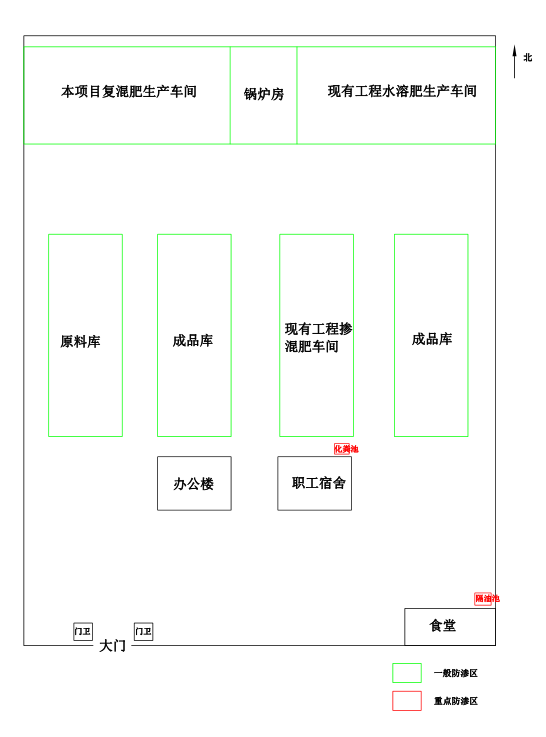 北
本项目复混肥生产车间
锅炉房
现有工程水溶肥生产车间
原料库
成品库
现有工程掺
混肥车间
成品库
化粪池
办公楼
职工宿舍
隔油池
门卫
门卫
食堂
大门
一般防渗区
重点防渗区